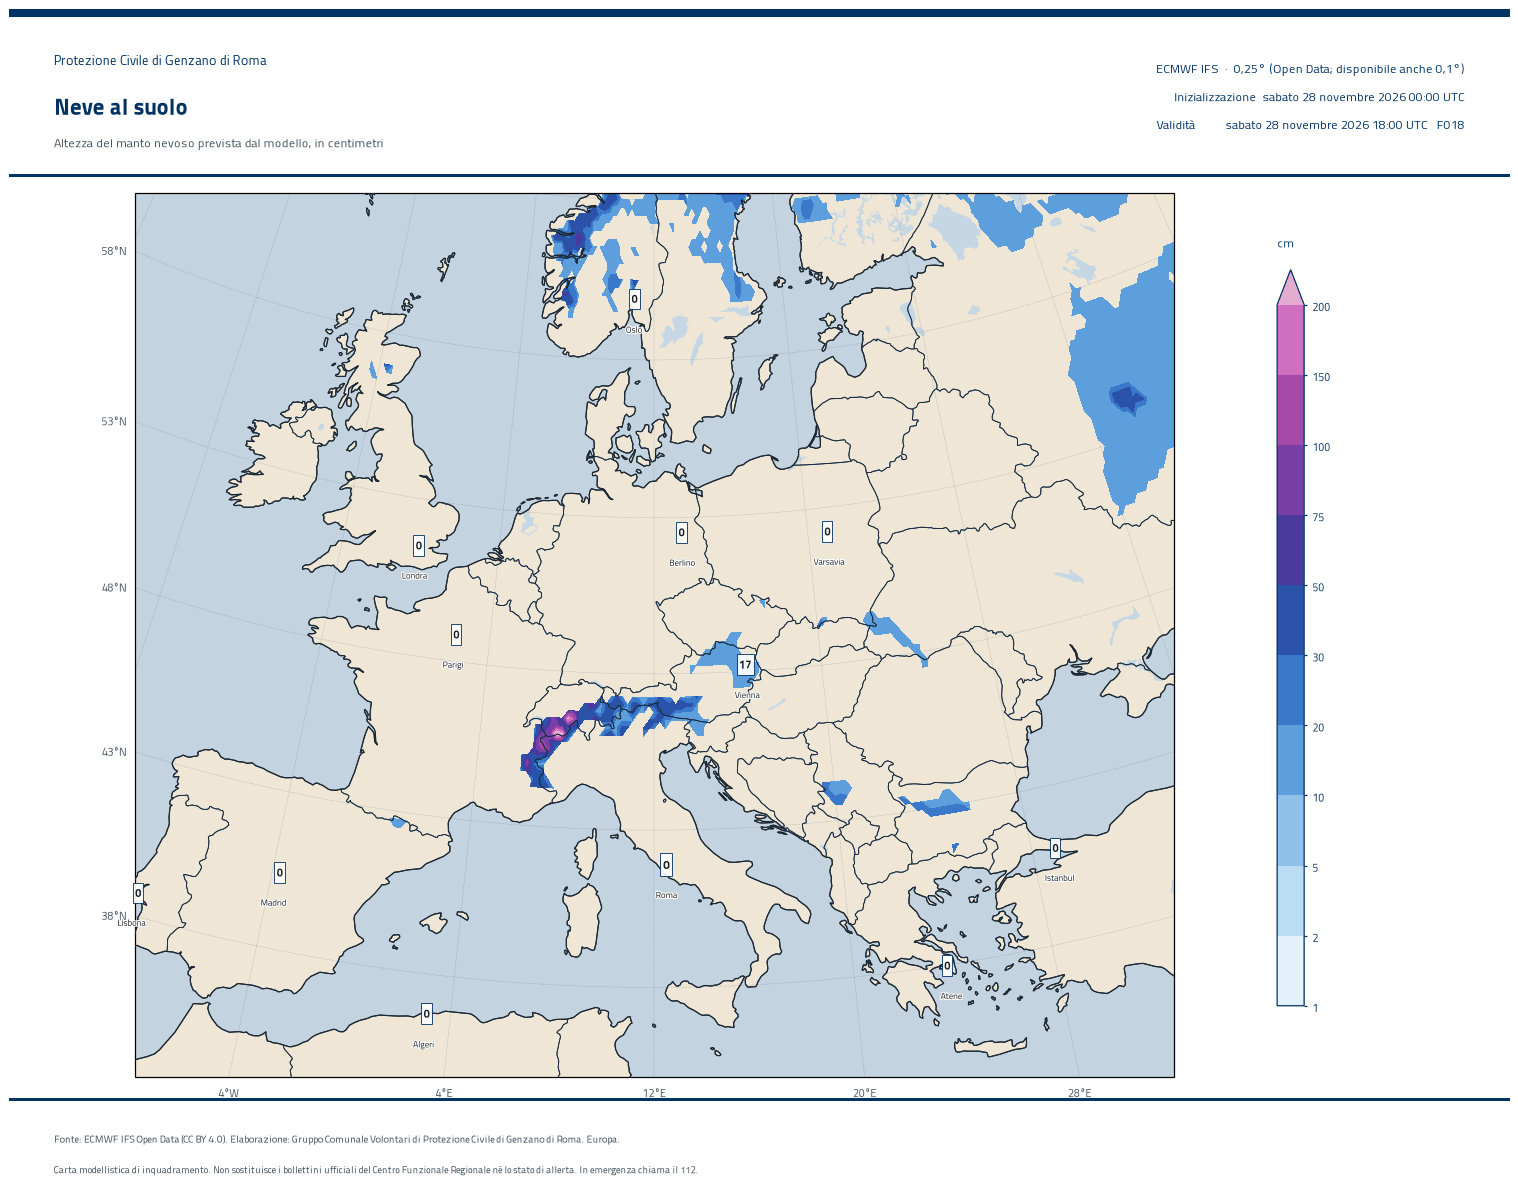 Protezione Civile di Genzano di Roma
Neve al suolo
Altezza del manto nevoso prevista dal modello, in centimetri
ECMWF IFS · 0,25° (Open Data; disponibile anche 0,1°)
Inizializzazione sabato 28 novembre 2026 00:00 UTC
Validità sabato 28 novembre 2026 18:00 UTC F018
58°N
53°N
48°N
43°N
38°N
0
Oslo
0
Londra
0
Berlino
0
Varsavia
0
Parigi
17
Vienna
0
Madrid
0
Lisbona
0
Roma
0
Istanbul
0
Atene
0
Algeri
4°W
4°E
12°E
20°E
28°E
cm
200
150
100
75
50
30
20
10
5
2
1
Fonte: ECMWF IFS Open Data (CC BY 4.0). Elaborazione: Gruppo Comunale Volontari di Protezione Civile di Genzano di Roma. Europa.
Carta modellistica di inquadramento. Non sostituisce i bollettini ufficiali del Centro Funzionale Regionale né lo stato di allerta. In emergenza chiama il 112.